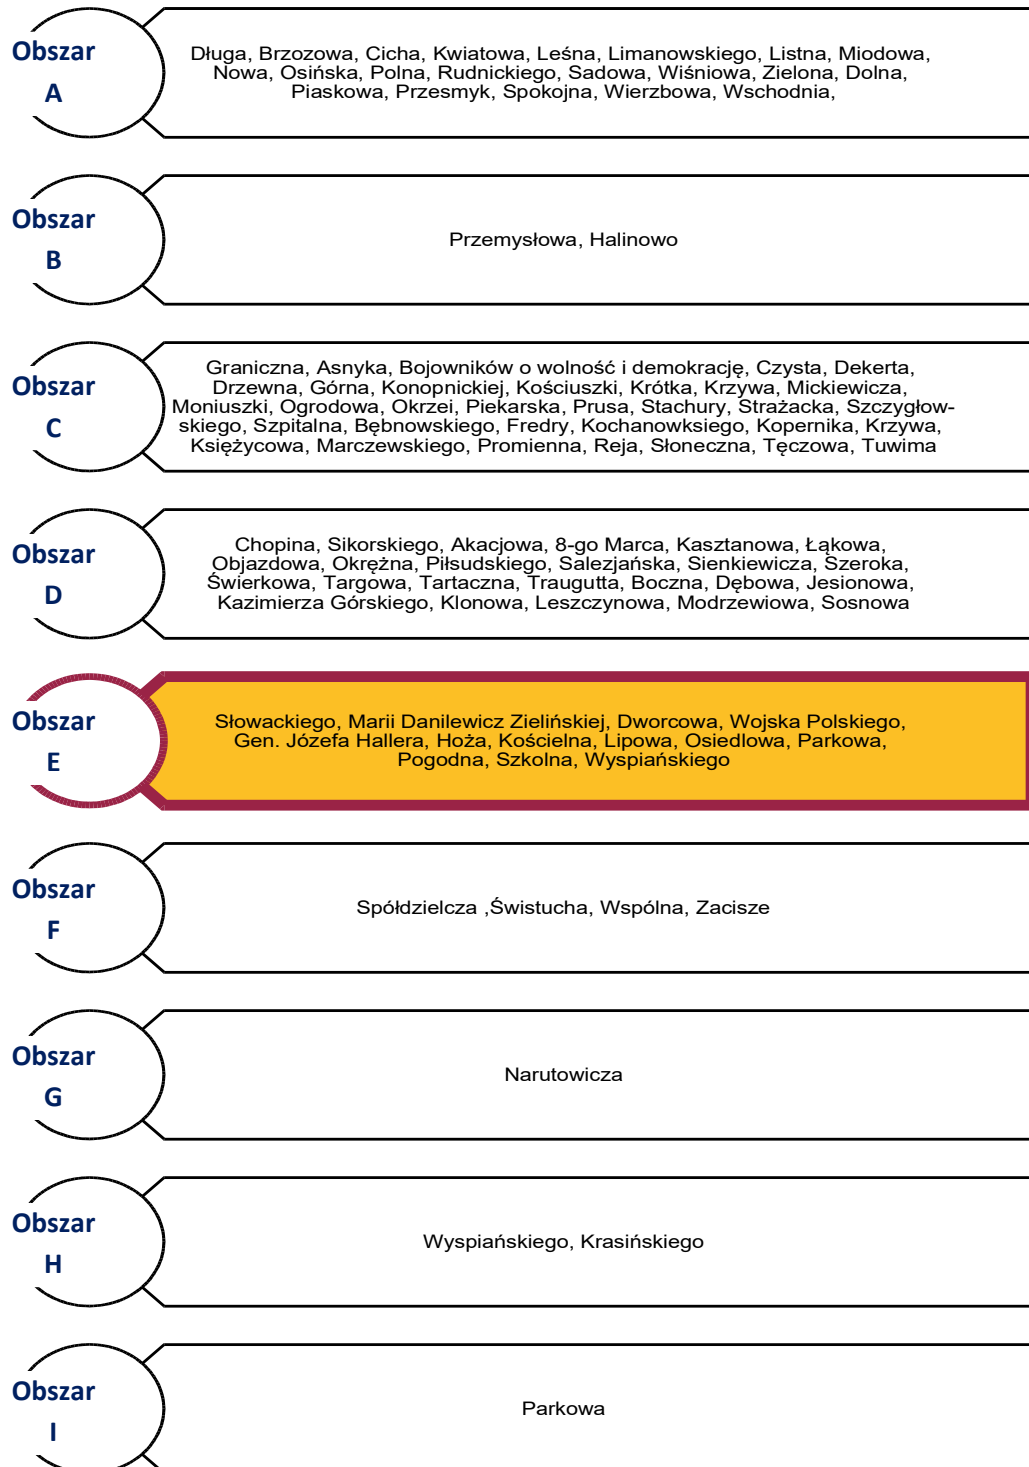 Obszar
A
Długa, Brzozowa, Cicha, Kwiatowa, Leśna, Limanowskiego, Listna, Miodowa,
Nowa, Osińska, Polna, Rudnickiego, Sadowa, Wiśniowa, Zielona, Dolna,
Piaskowa, Przesmyk, Spokojna, Wierzbowa, Wschodnia,
Obszar
B
Przemysłowa, Halinowo
Obszar
C
Graniczna, Asnyka, Bojowników o wolność i demokrację, Czysta, Dekerta,
Drzewna, Górna, Konopnickiej, Kościuszki, Krótka, Krzywa, Mickiewicza,
Moniuszki, Ogrodowa, Okrzei, Piekarska, Prusa, Stachury, Strażacka, Szczygłow-
skiego, Szpitalna, Bębnowskiego, Fredry, Kochanowksiego, Kopernika, Krzywa,
Księżycowa, Marczewskiego, Promienna, Reja, Słoneczna, Tęczowa, Tuwima
Obszar
D
Chopina, Sikorskiego, Akacjowa, 8-go Marca, Kasztanowa, Łąkowa,
Objazdowa, Okrężna, Piłsudskiego, Salezjańska, Sienkiewicza, Szeroka,
Świerkowa, Targowa, Tartaczna, Traugutta, Boczna, Dębowa, Jesionowa,
Kazimierza Górskiego, Klonowa, Leszczynowa, Modrzewiowa, Sosnowa
Obszar
E
Słowackiego, Marii Danilewicz Zielińskiej, Dworcowa, Wojska Polskiego,
Gen. Józefa Hallera, Hoża, Kościelna, Lipowa, Osiedlowa, Parkowa,
Pogodna, Szkolna, Wyspiańskiego
Obszar
F
Spółdzielcza ,Świstucha, Wspólna, Zacisze
Obszar
G
Narutowicza
Obszar
H
Wyspiańskiego, Krasińskiego
Obszar
I
Parkowa